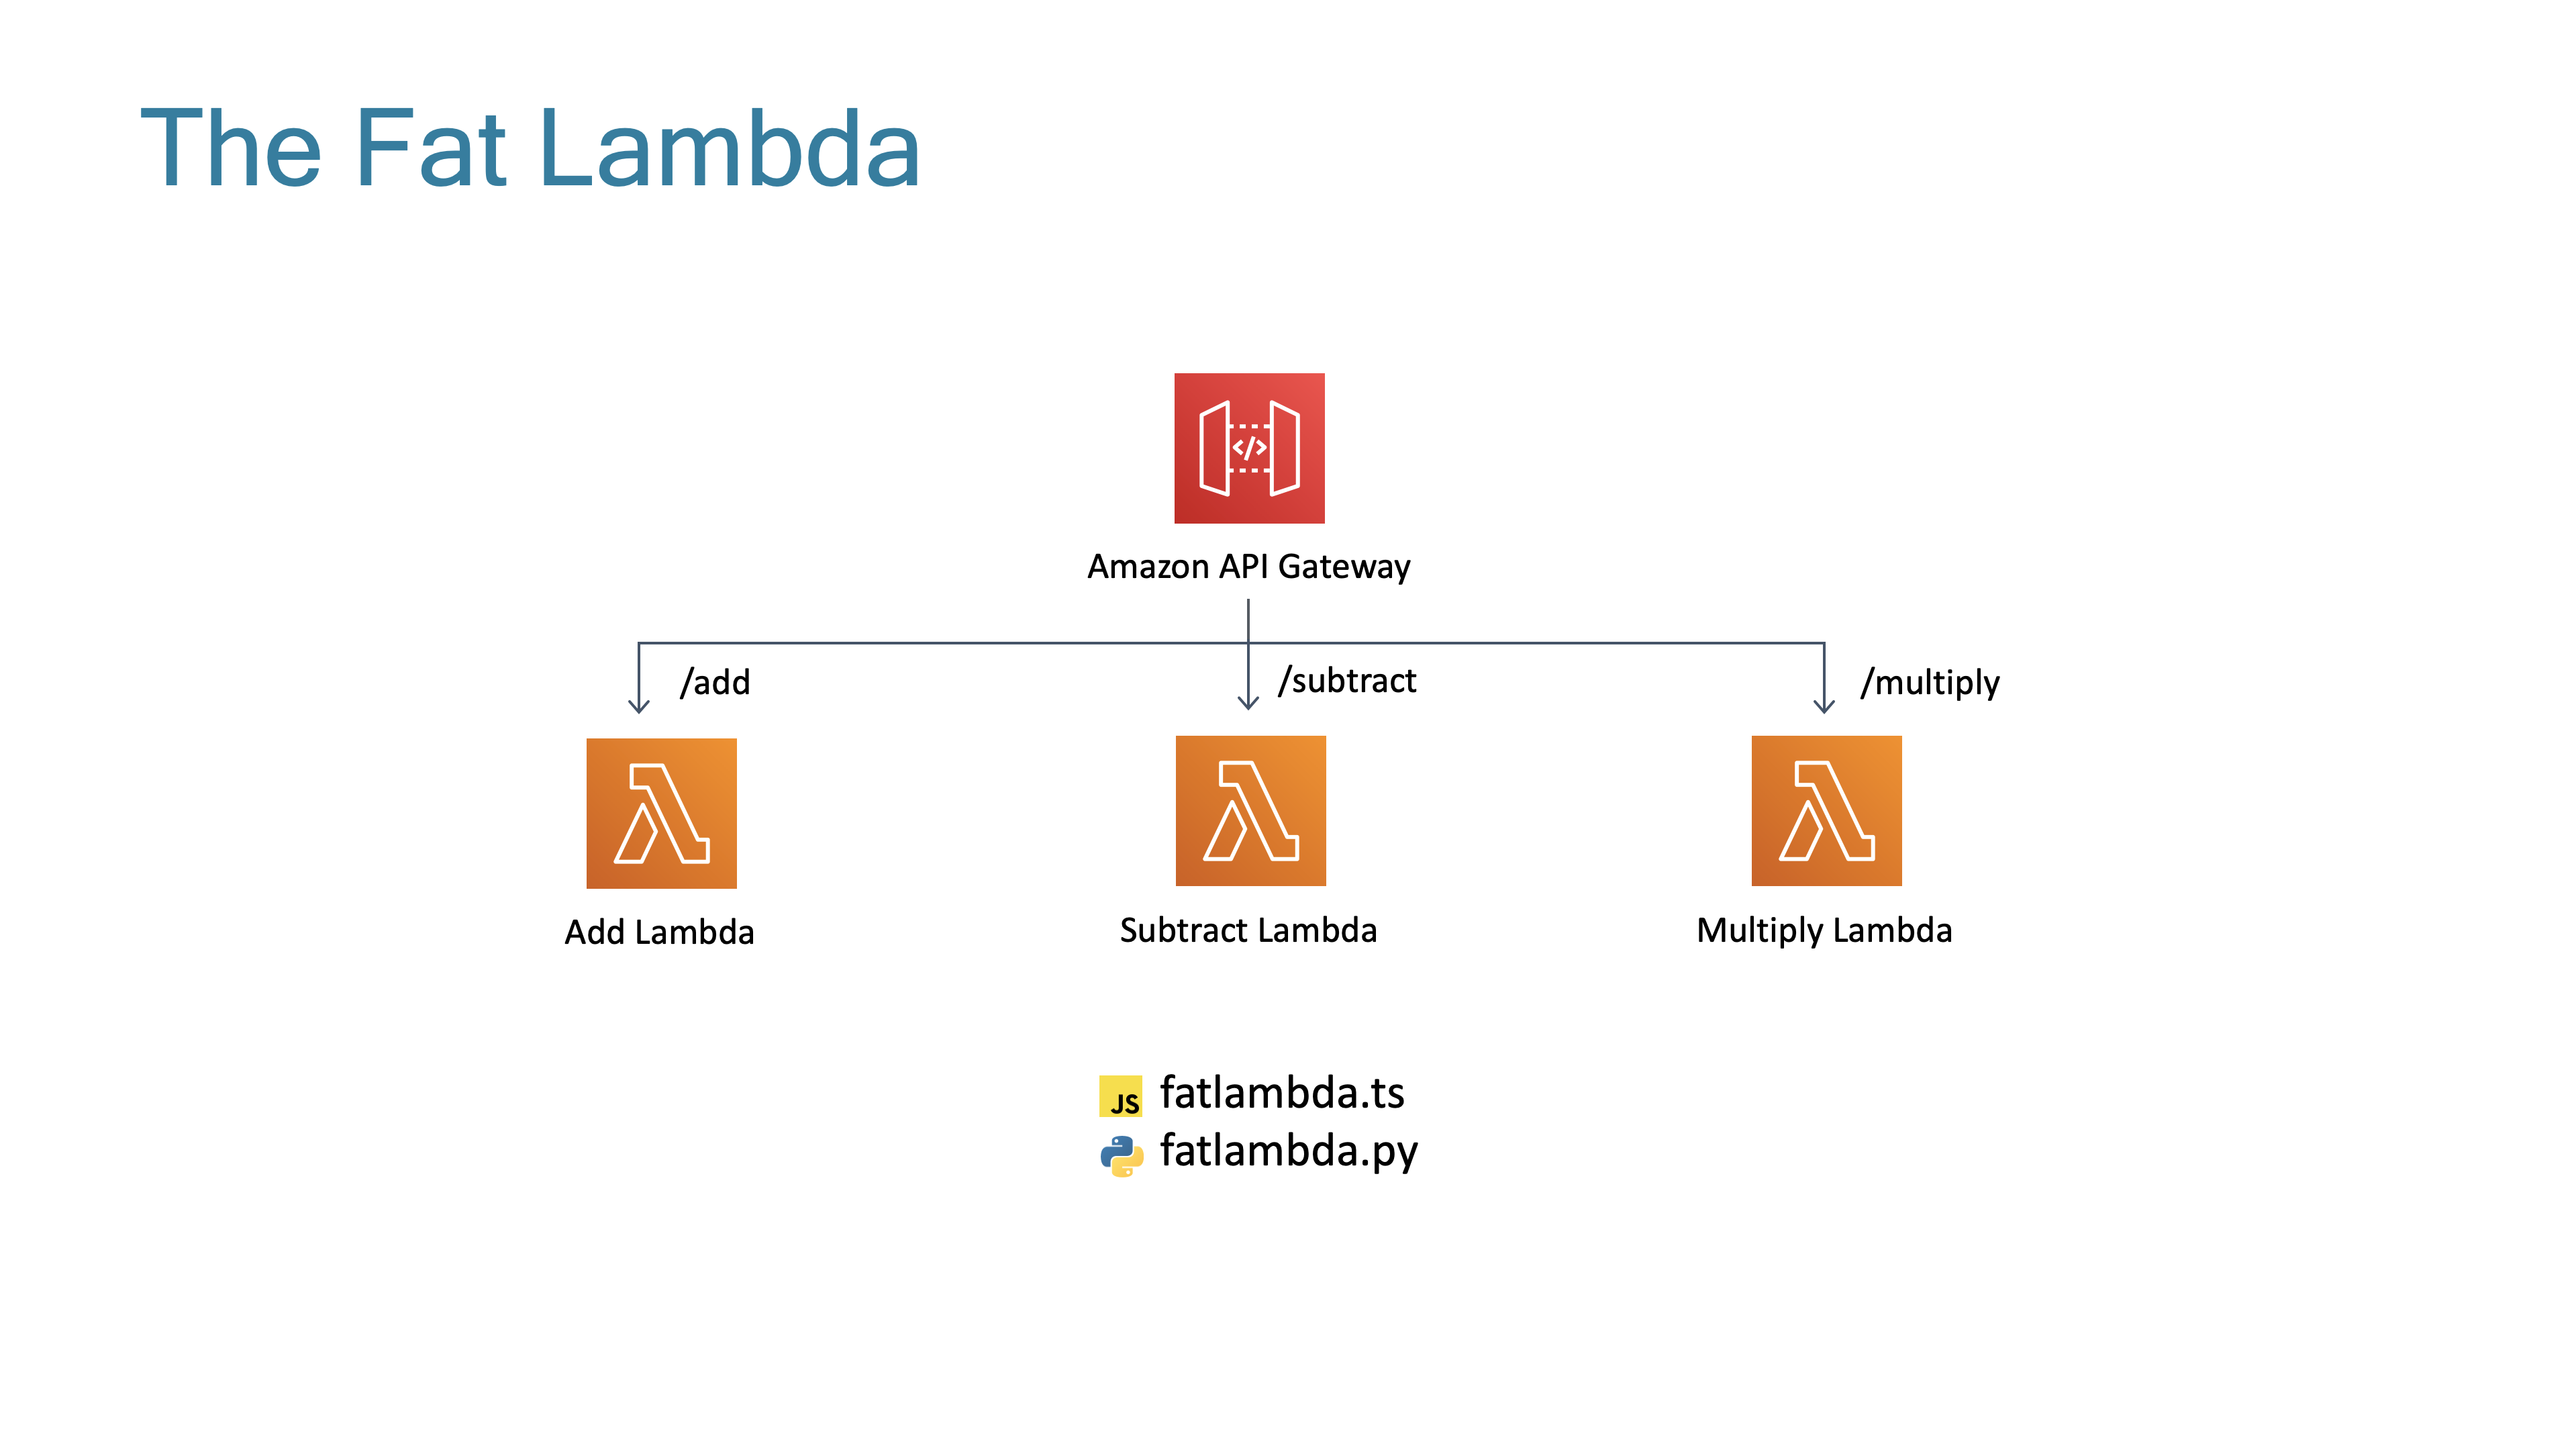 The Fat Lambda
</>
Amazon API Gateway
/add
/subtract
/multiply
Add Lambda
Subtract Lambda
Multiply Lambda
JS fatlambda.ts
fatlambda.py